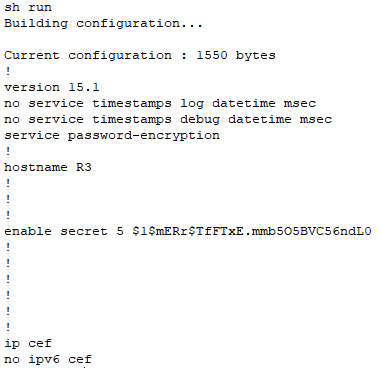 sh run
Building configuration...
Current configuration : 1550 bytes
!
version 15.1
no service timestamps log datetime msec
no service timestamps debug datetime msec
service password-encryption
!
hostname R3
!
!
!
enable secret 5 $1$mERr$TfFTxE.mmb5O5BVC56ndL0
!
!
!
!
!
!
ip cef
no ipv6 cef